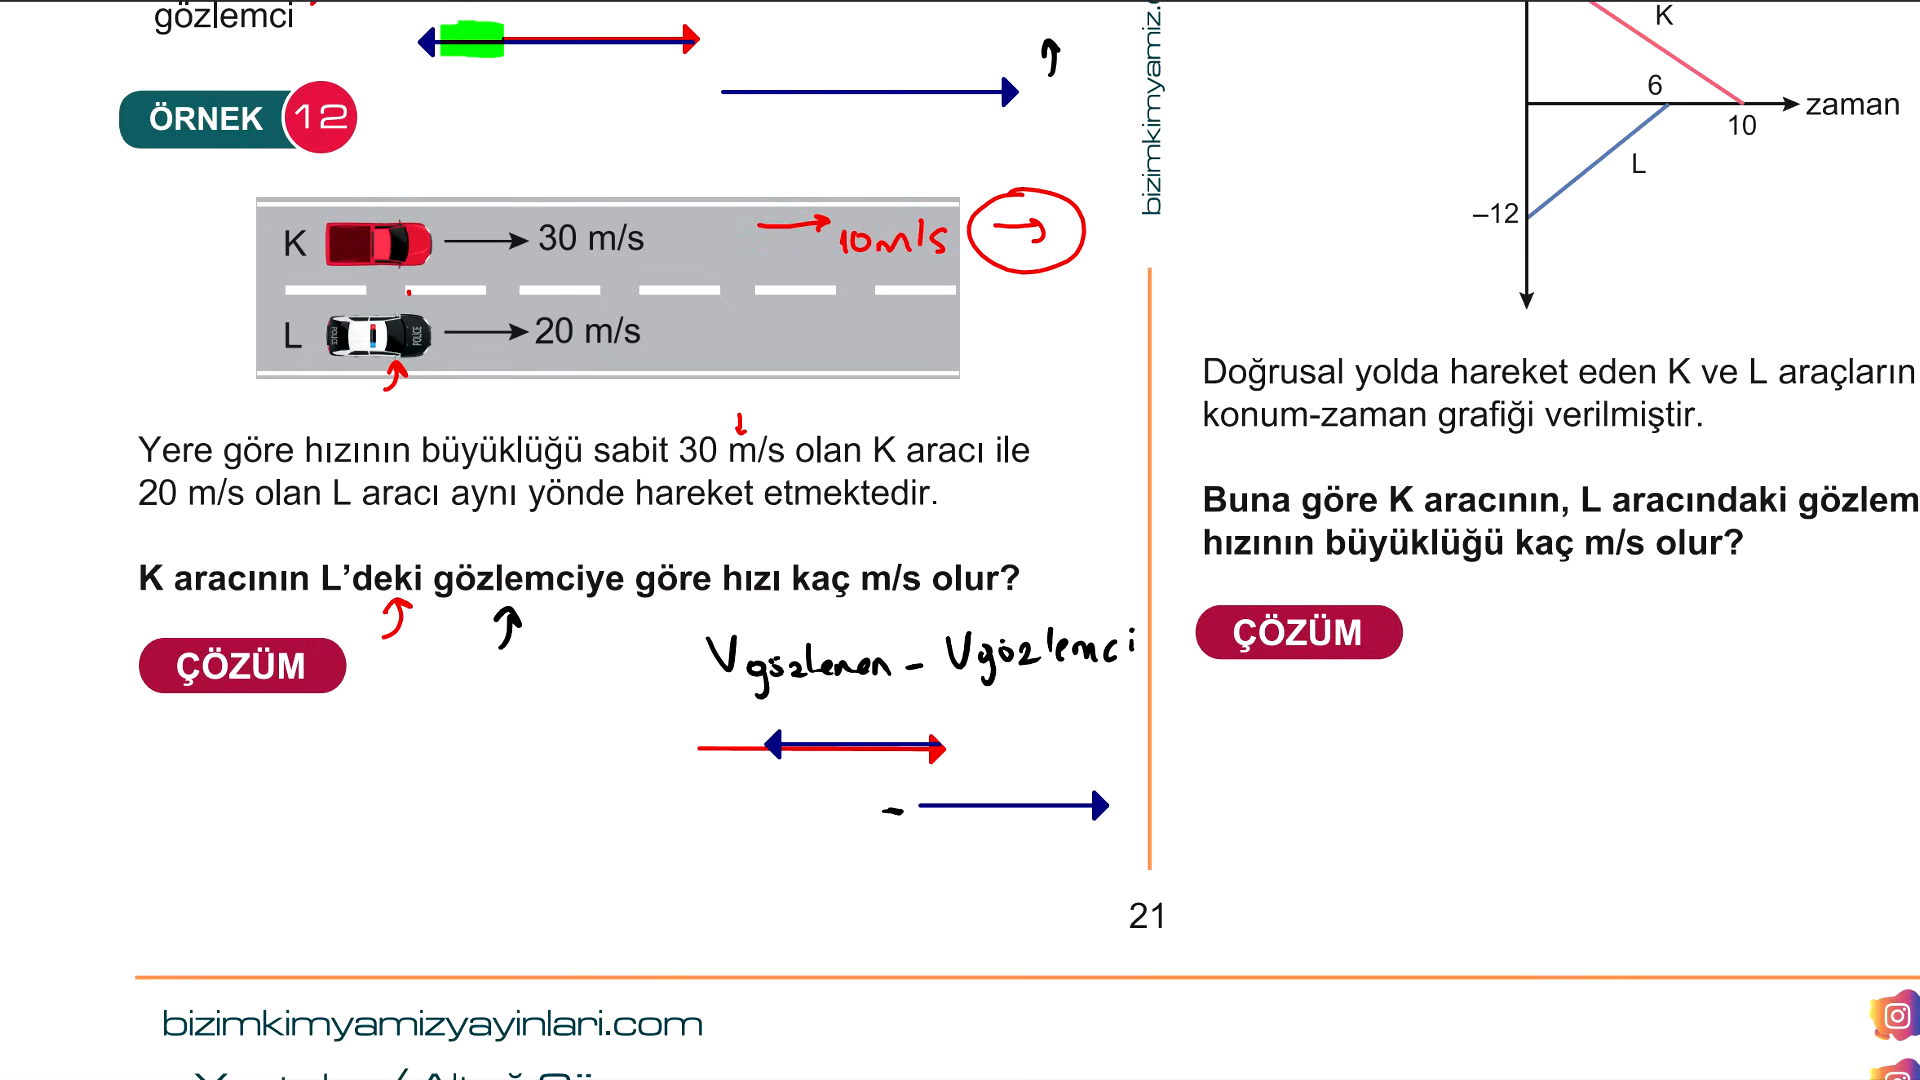 gözlemci
ÖRNEK 12
K 30 m/s 10m/s
L 20 m/s
Yere göre hızının büyüklüğü sabit 30 m/s olan K aracı ile
20 m/s olan L aracı aynı yönde hareket etmektedir.
K aracının L’deki gözlemciye göre hızı kaç m/s olur?
ÇÖZÜM
Vgözlenen - Vgözlemci
-
bizimkimyamiz.
K
6
zaman
10
L
–12
Doğrusal yolda hareket eden K ve L araçların
konum-zaman grafiği verilmiştir.
Buna göre K aracının, L aracındaki gözlem
hızının büyüklüğü kaç m/s olur?
ÇÖZÜM
21
bizimkimyamizyayinlari.com